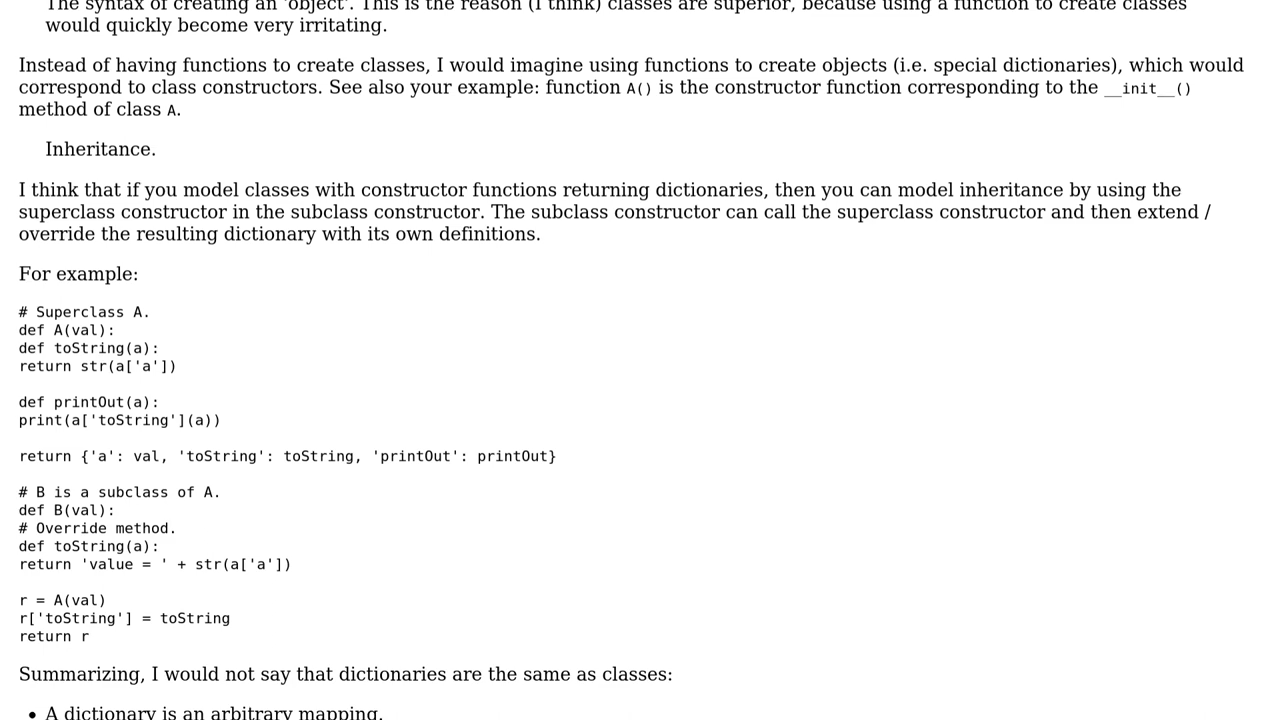 The syntax of creating an 'object'. This is the reason (I think) classes are superior, because using a function to create classes
would quickly become very irritating.
Instead of having functions to create classes, I would imagine using functions to create objects (i.e. special dictionaries), which would
correspond to class constructors. See also your example: function A() is the constructor function corresponding to the __init__()
method of class A.
Inheritance.
I think that if you model classes with constructor functions returning dictionaries, then you can model inheritance by using the
superclass constructor in the subclass constructor. The subclass constructor can call the superclass constructor and then extend /
override the resulting dictionary with its own definitions.
For example:
# Superclass A.
def A(val):
def toString(a):
return str(a['a'])
def printOut(a):
print(a['toString'](a))
return {'a': val, 'toString': toString, 'printOut': printOut}
# B is a subclass of A.
def B(val):
# Override method.
def toString(a):
return 'value = ' + str(a['a'])
r = A(val)
r['toString'] = toString
return r
Summarizing, I would not say that dictionaries are the same as classes:
• A dictionary is an arbitrary mapping.